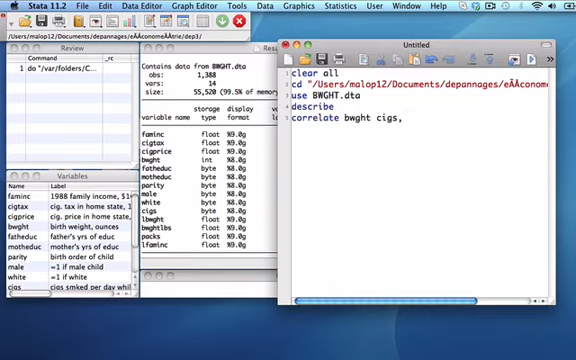 Stata 11.2 File Edit Data Graphics Statistics User Window Help
Data Editor Graph Editor Tools
/Users/malop12/Documents/depannages/eÃÅconomeÃÅtrie/dep3/
Review
Command _rc
1 do "/var/folders/C...
Variables
Name Label
faminc 1988 family income, $1
cigtax cig. tax in home state, 1
cigprice cig. price in home state,
bwght birth weight, ounces
fatheduc father's yrs of educ
motheduc mother's yrs of educ
parity birth order of child
male =1 if male child
white =1 if white
cigs cigs smked per day whil
Contains data from BWGHT.dta
obs: 1,388
vars: 14
size: 55,520 (99.5% of memory
storage display
variable name type format
faminc float %9.0g
cigtax float %9.0g
cigprice float %9.0g
bwght int %8.0g
fatheduc byte %8.0g
motheduc byte %8.0g
parity byte %8.0g
male byte %8.0g
white byte %8.0g
cigs byte %8.0g
lbwght float %9.0g
bwghtlbs float %9.0g
packs float %9.0g
lfaminc float %9.0g
Untitled
1 clear all
2 cd "/Users/malop12/Documents/depannages/eÃÅconome
3 use BWGHT.dta
4 describe
5 correlate bwght cigs,